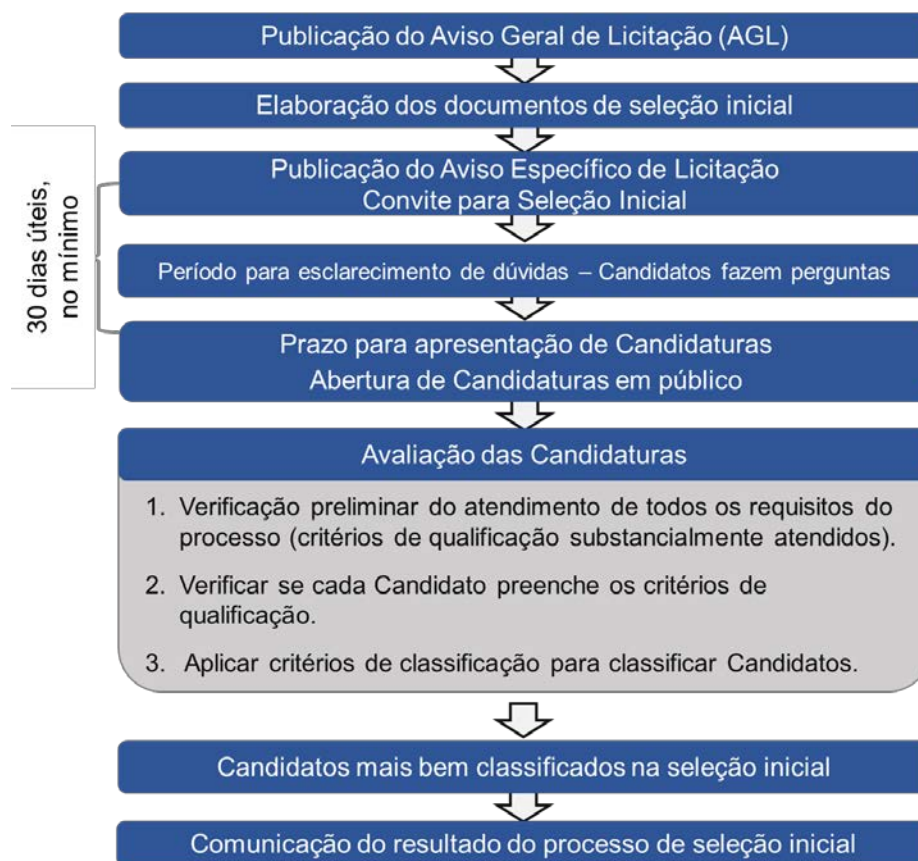 Publicação do Aviso Geral de Licitação (AGL)
Elaboração dos documentos de seleção inicial
30 dias úteis,
no mínimo
Publicação do Aviso Específico de Licitação
Convite para Seleção Inicial
Período para esclarecimento de dúvidas – Candidatos fazem perguntas
Prazo para apresentação de Candidaturas
Abertura de Candidaturas em público
Avaliação das Candidaturas
1. Verificação preliminar do atendimento de todos os requisitos do
processo (critérios de qualificação substancialmente atendidos).
2. Verificar se cada Candidato preenche os critérios de
qualificação.
3. Aplicar critérios de classificação para classificar Candidatos.
Candidatos mais bem classificados na seleção inicial
Comunicação do resultado do processo de seleção inicial